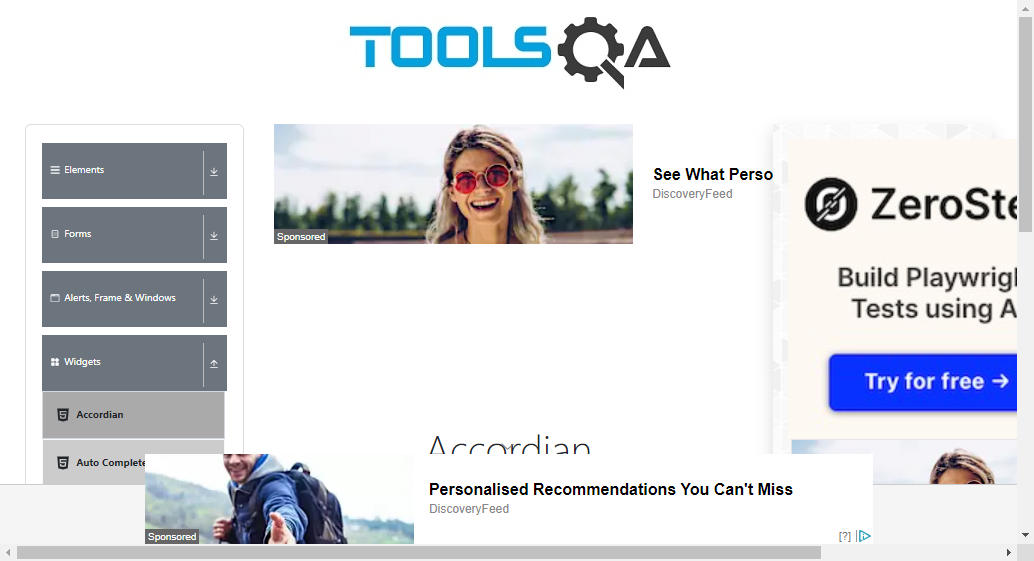 TOOLSQA
Elements
Forms
Alerts, Frame & Windows
Widgets
Accordian
Auto Complete
Sponsored
See What Perso
DiscoveryFeed
ZeroSte
Build Playwrigh
Tests using A
Try for free →
Accordian
Sponsored
Personalised Recommendations You Can't Miss
DiscoveryFeed
[?]